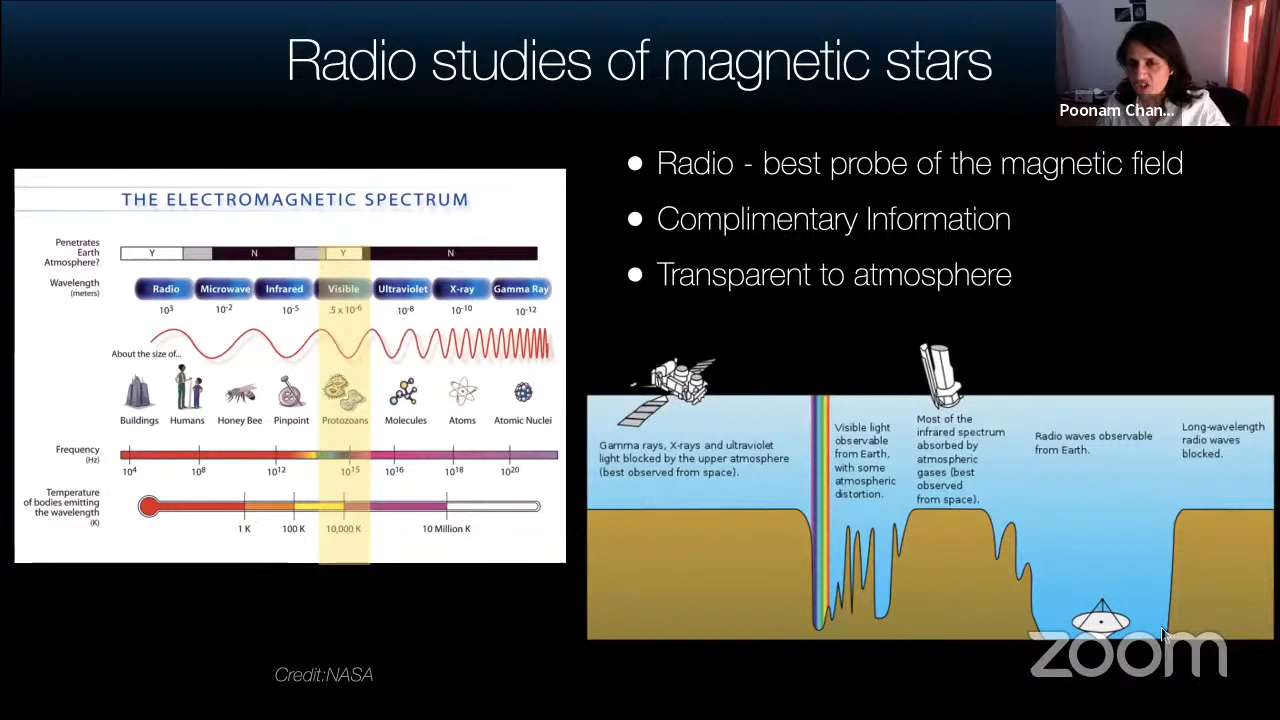 Radio studies of magnetic stars
Poonam Chan...
● Radio - best probe of the magnetic field
● Complimentary Information
● Transparent to atmosphere
THE ELECTROMAGNETIC SPECTRUM
Penetrates
Earth
Atmosphere?
Y N Y N
Wavelength
(meters)
Radio Microwave Infrared Visible Ultraviolet X-ray Gamma Ray
10³ 10⁻² 10⁻⁵ .5 x 10⁻⁶ 10⁻⁸ 10⁻¹⁰ 10⁻¹²
About the size of...
Buildings Humans Honey Bee Pinpoint Protozoans Molecules Atoms Atomic Nuclei
Frequency
(Hz)
10⁴ 10⁸ 10¹² 10¹⁵ 10¹⁶ 10¹⁸ 10²⁰
Temperature
of bodies emitting
the wavelength
(K)
1 K 100 K 10,000 K 10 Million K
Credit:NASA
Gamma rays, X-rays and ultraviolet
light blocked by the upper atmosphere
(best observed from space).
Visible light
observable
from Earth,
with some
atmospheric
distortion.
Most of the
infrared spectrum
absorbed by
atmospheric
gases (best
observed
from space).
Radio waves observable
from Earth.
Long-wavelength
radio waves
blocked.
zoom